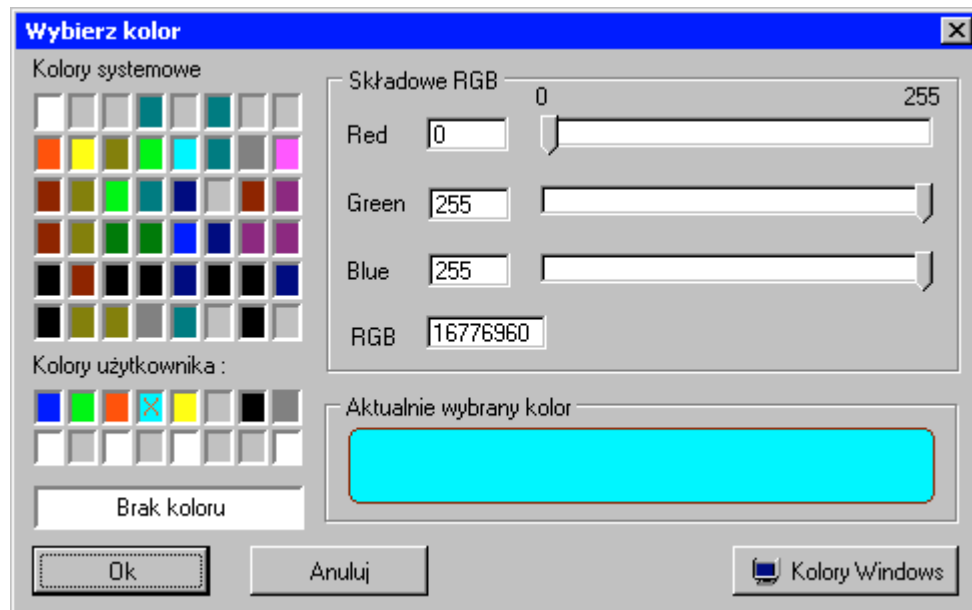 Wybierz kolor
Kolory systemowe
Składowe RGB
0 255
Red 0
Green 255
Blue 255
RGB 16776960
Kolory użytkownika :
Aktualnie wybrany kolor
Brak koloru
Ok Anuluj Kolory Windows